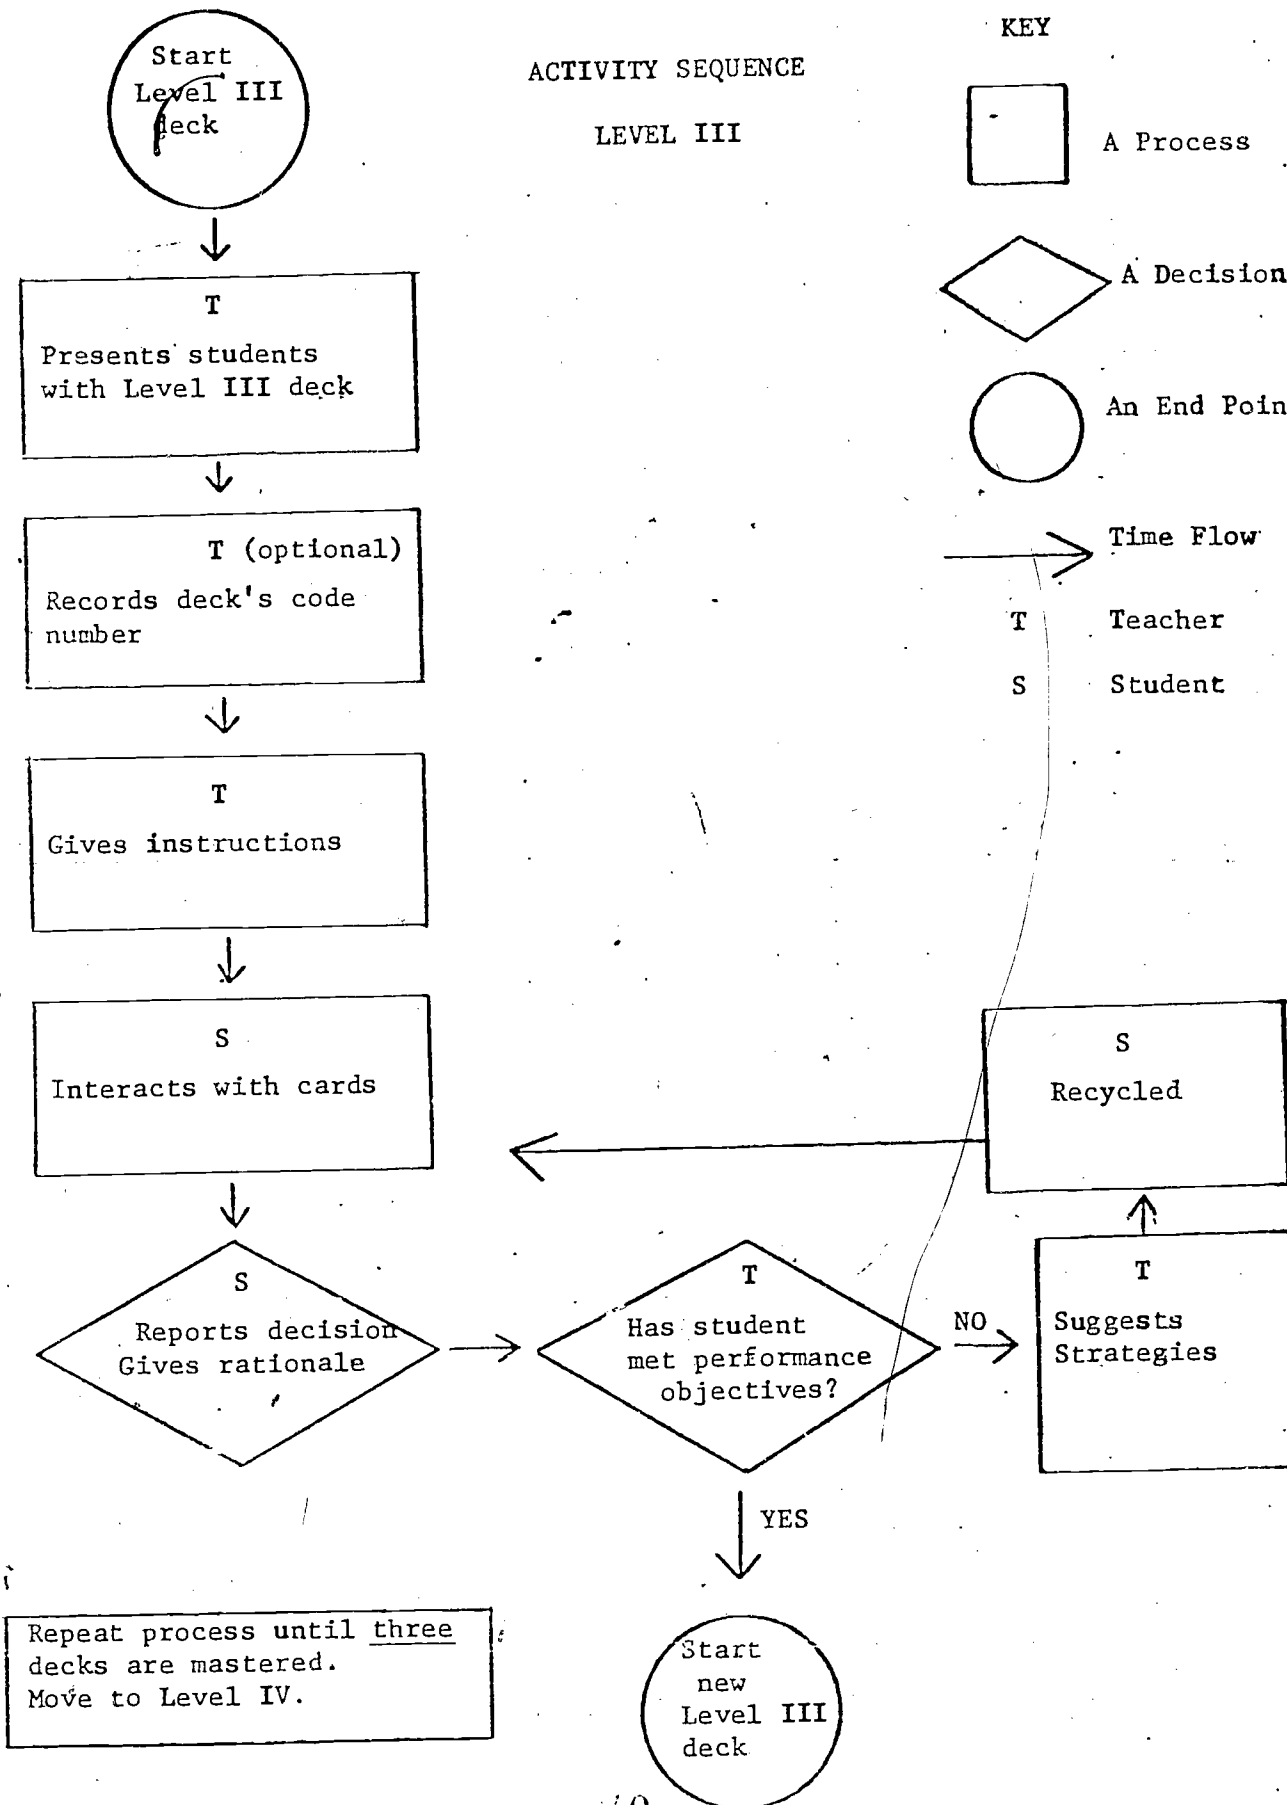 Start
Level III
deck
ACTIVITY SEQUENCE
LEVEL III
KEY
A Process
A Decision
An End Poin
Time Flow
T Teacher
S Student
T
Presents students
with Level III deck
T (optional)
Records deck's code
number
T
Gives instructions
S
Interacts with cards
S
Recycled
S
Reports decision
Gives rationale
T
Has student
met performance
objectives?
NO
T
Suggests
Strategies
YES
Repeat process until three
decks are mastered.
Move to Level IV.
Start
new
Level III
deck